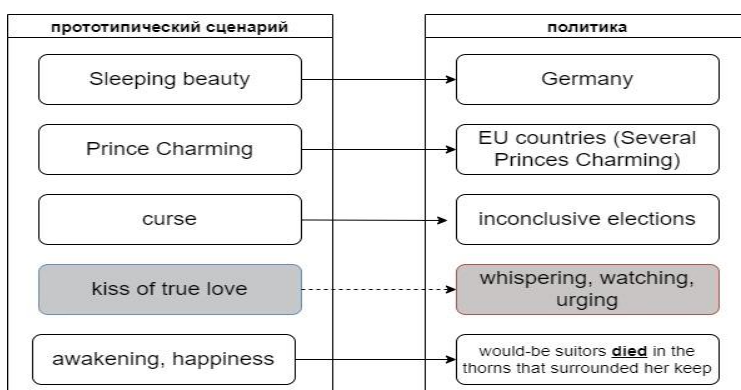 прототипический сценарий
политика
Sleeping beauty
Germany
Prince Charming
EU countries (Several
Princes Charming)
curse
inconclusive elections
kiss of true love
whispering, watching,
urging
awakening, happiness
would-be suitors died in the
thorns that surrounded her keep